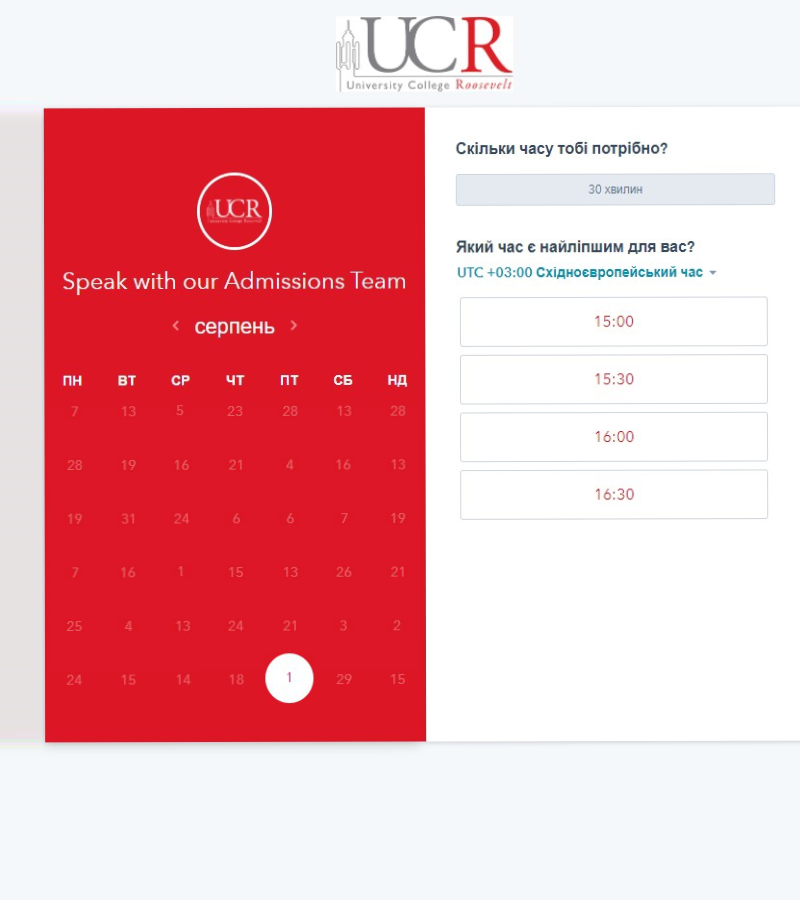 UCR
University College Roosevelt
UCR
Speak with our Admissions Team
серпень
ПН ВТ СР ЧТ ПТ СБ НД
7 13 5 23 28 13 28
28 19 16 21 4 16 13
19 31 24 6 6 7 19
7 16 1 15 13 26 21
25 4 13 24 21 3 2
24 15 14 18 1 29 15
Скільки часу тобі потрібно?
30 хвилин
Який час є найліпшим для вас?
UTC +03:00 Східноєвропейський час
15:00
15:30
16:00
16:30